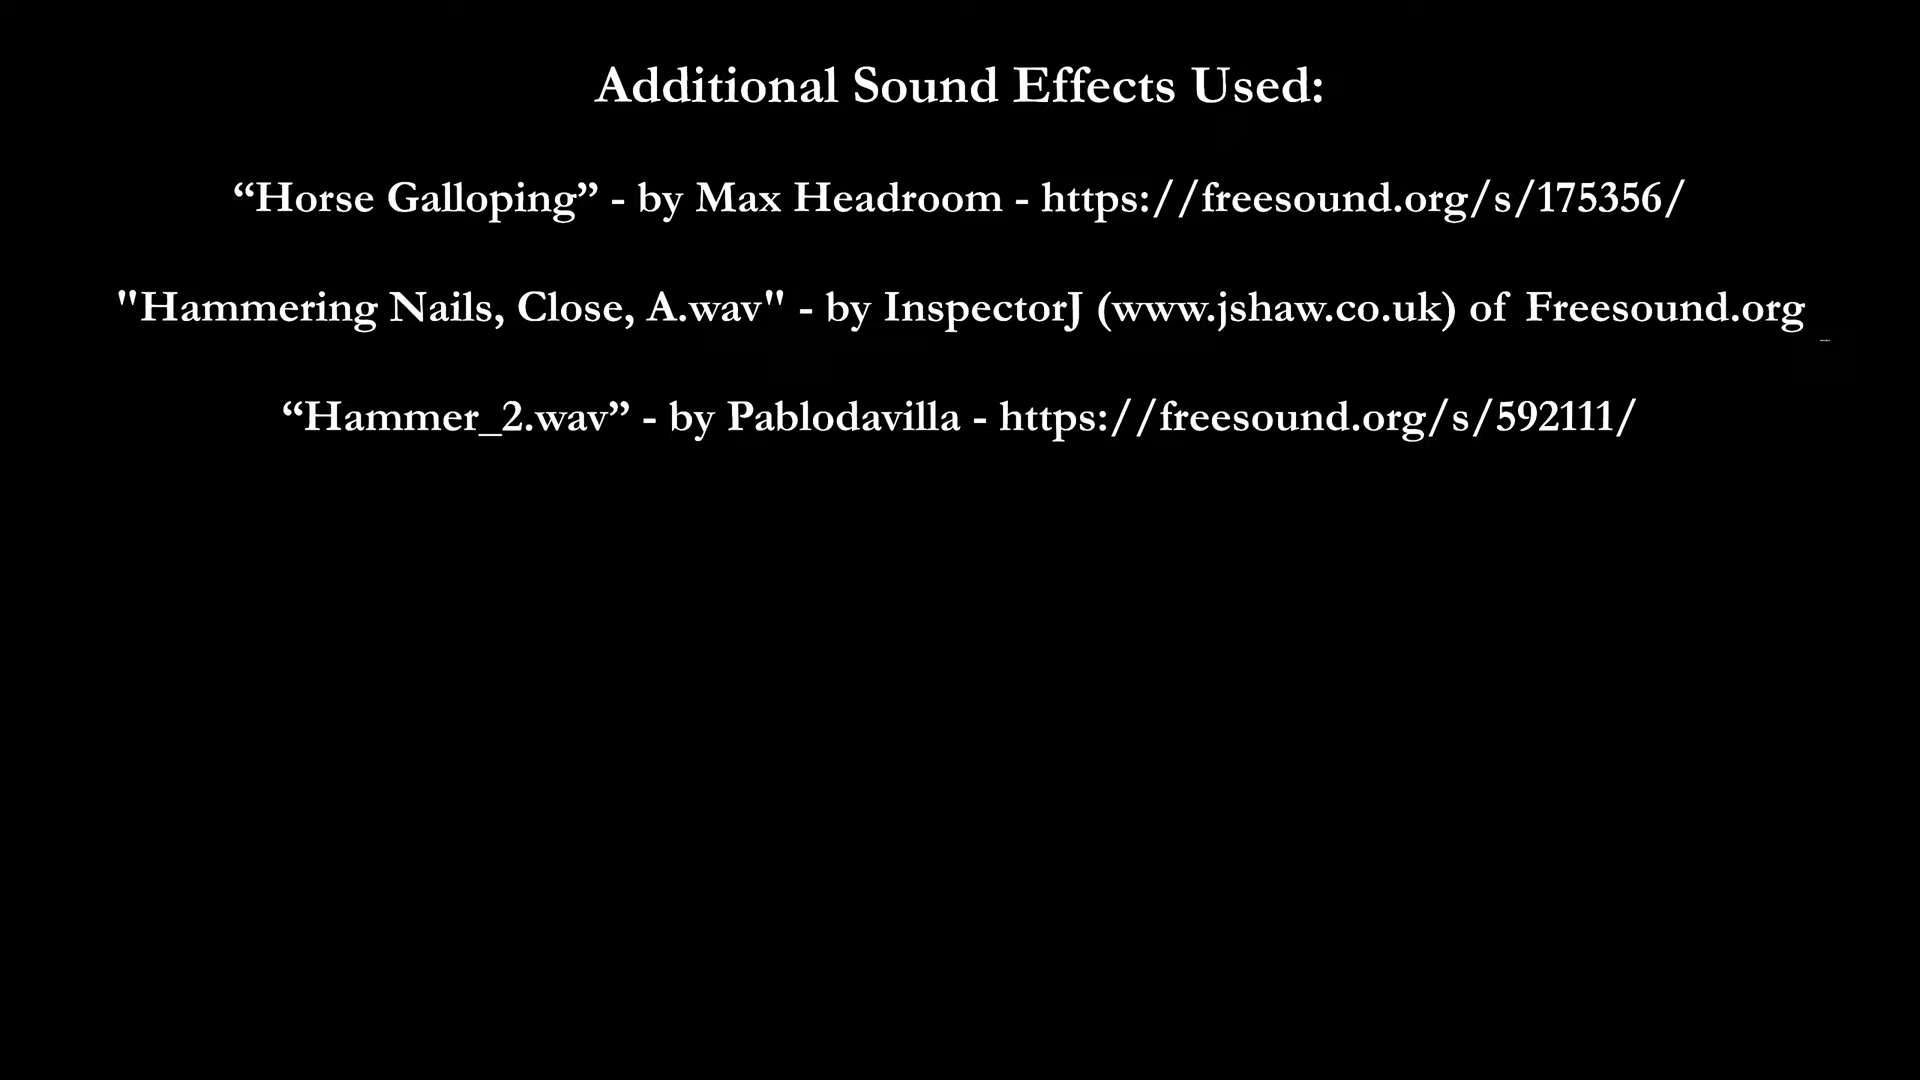 Additional Sound Effects Used:
“Horse Galloping” - by Max Headroom - https://freesound.org/s/175356/
"Hammering Nails, Close, A.wav" - by InspectorJ (www.jshaw.co.uk) of Freesound.org
“Hammer_2.wav” - by Pablodavilla - https://freesound.org/s/592111/